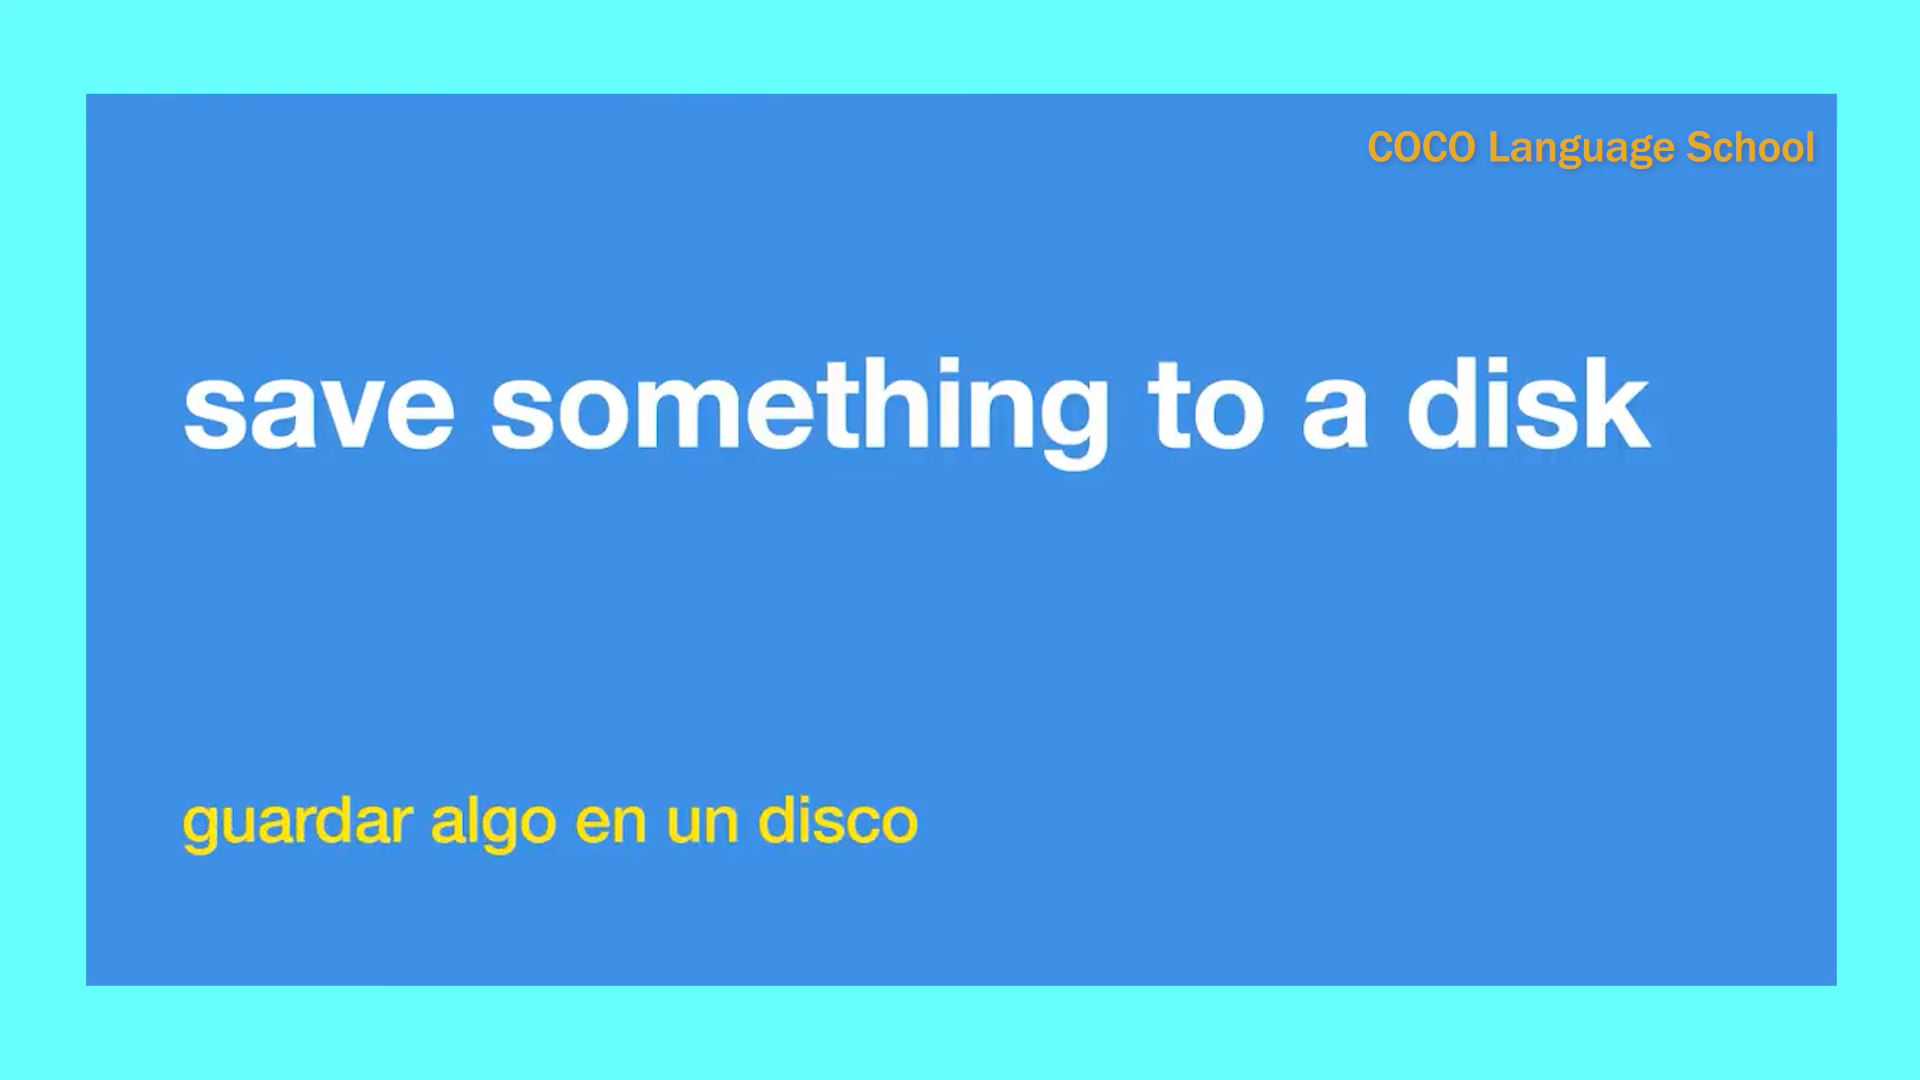 COCO Language School
save something to a disk
guardar algo en un disco